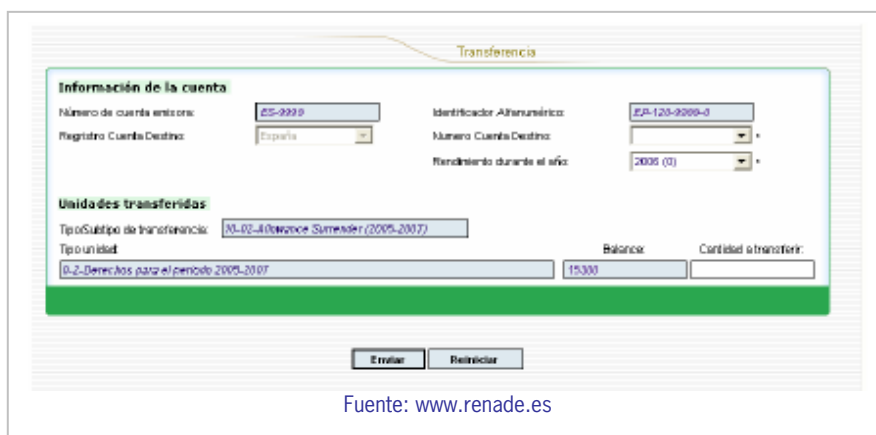 Transferencia
Información de la cuenta
Número de cuenta emisora: ES-9999 Identificador Alfanumérico: EP-120-9999-0
Registro Cuenta Destino: España Numero Cuenta Destino: *
Rendimiento durante el año: 2006 (0) *
Unidades transferidas
Tipo/Subtipo de transferencia: 10-02-Allowance Surrender (2005-2007)
Tipo unidad: Balance: Cantidad a transferir:
0-2-Derechos para el periodo 2005-2007 15300
Enviar Reiniciar
Fuente: www.renade.es